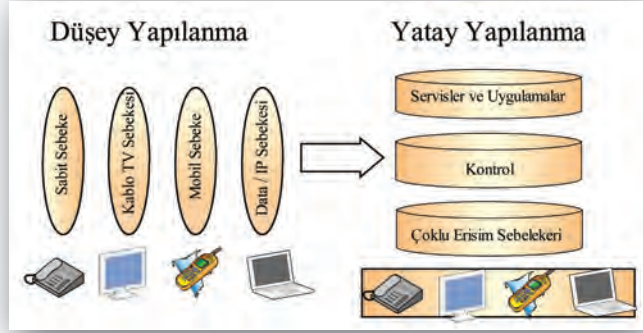 Düşey Yapılanma
Sabit Sebeke
Kablo TV Sebekesi
Mobil Sebeke
Data / IP Sebekesi
Yatay Yapılanma
Servisler ve Uygulamalar
Kontrol
Çoklu Erisim Sebelekeri